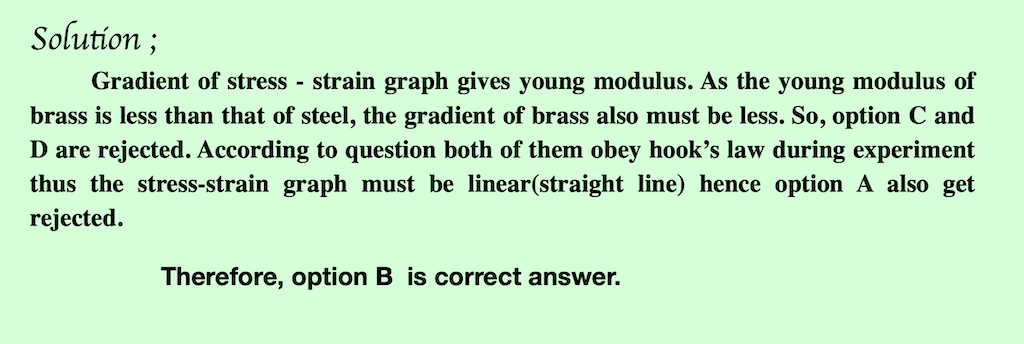 Solution ;
Gradient of stress - strain graph gives young modulus. As the young modulus of
brass is less than that of steel, the gradient of brass also must be less. So, option C and
D are rejected. According to question both of them obey hook’s law during experiment
thus the stress-strain graph must be linear(straight line) hence option A also get
rejected.
Therefore, option B is correct answer.